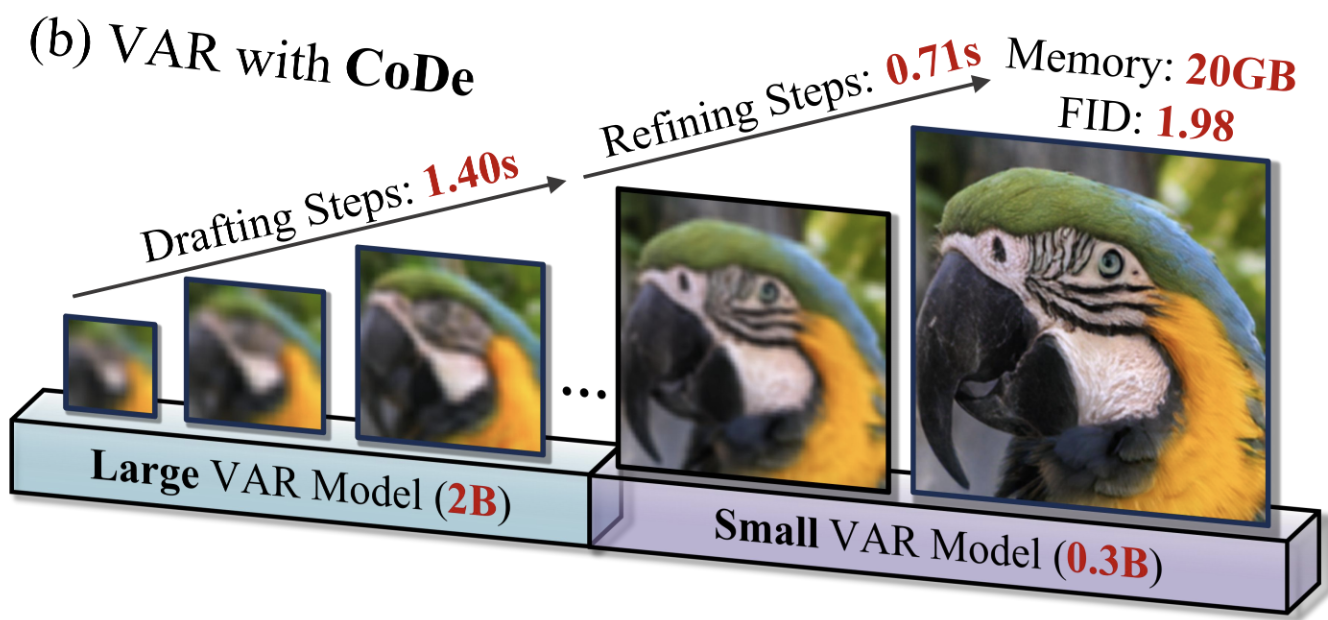 (b) VAR with CoDe
Drafting Steps: 1.40s
Refining Steps: 0.71s
Memory: 20GB
FID: 1.98
...
Large VAR Model (2B)
Small VAR Model (0.3B)